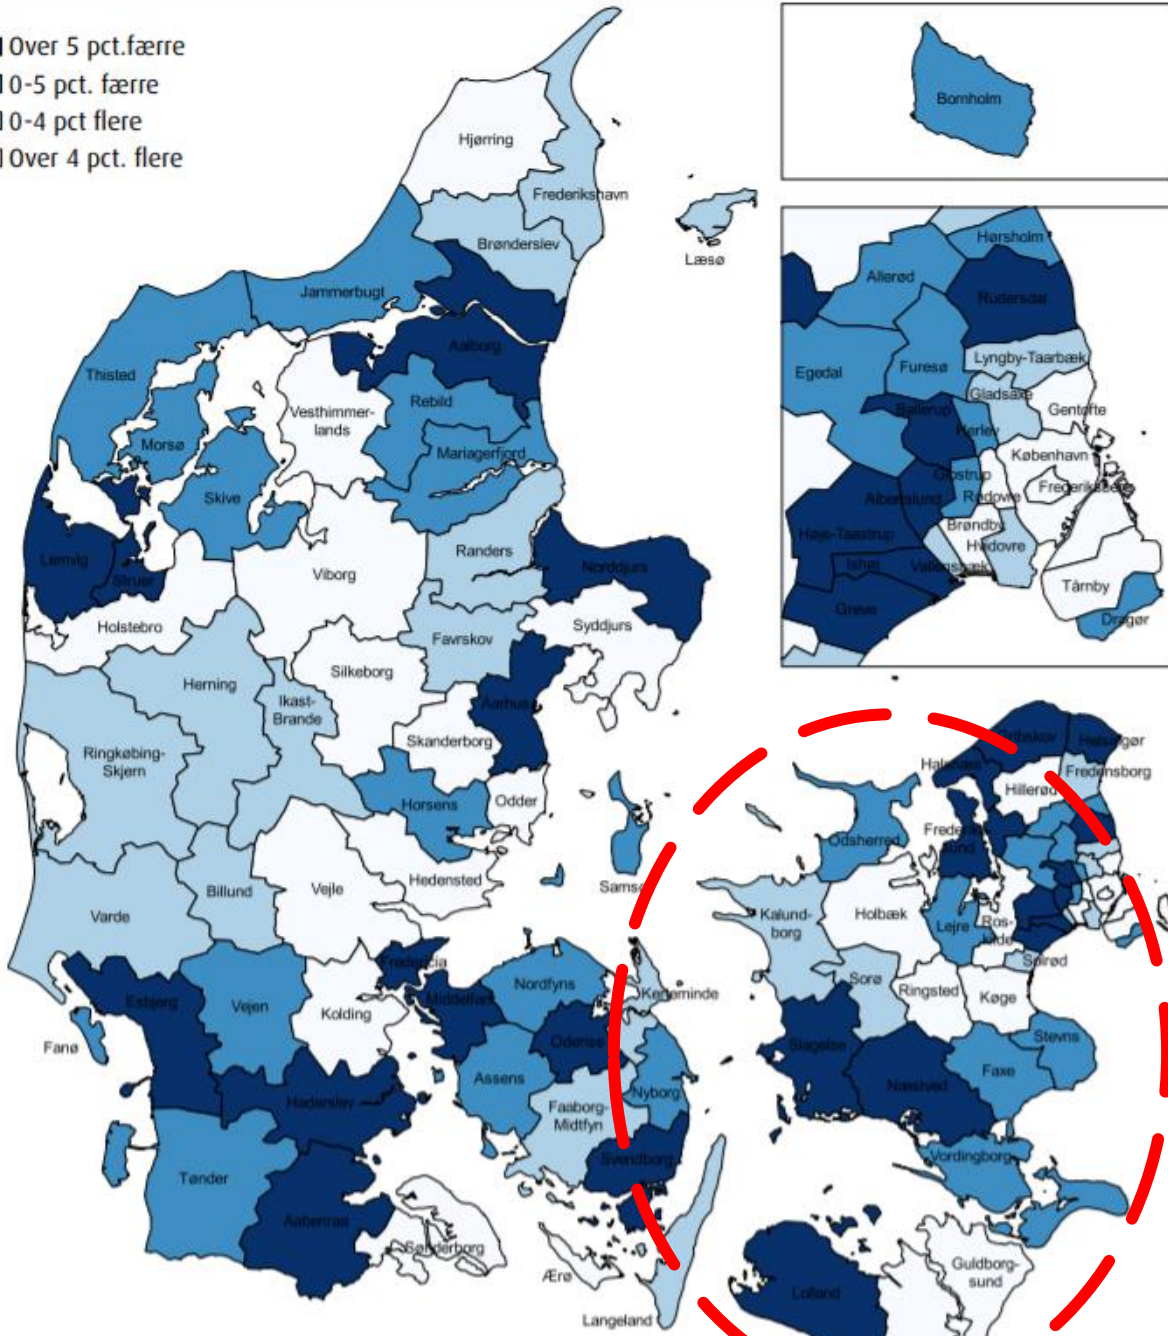 Over 5 pct.færre
0-5 pct. færre
0-4 pct flere
Over 4 pct. flere
Hjørring
Frederikshavn
Brønderslev
Læsø
Jammerbugt
Aalborg
Thisted
Vesthimmer-
lands
Rebild
Morsø
Mariagerfjord
Skive
Lemvig
Struer
Viborg
Randers
Norddjurs
Holstebro
Favrskov
Syddjurs
Herning
Silkeborg
Ikast-
Brande
Aarhus
Skanderborg
Ringkøbing-
Skjern
Horsens
Odder
Samsø
Hedensted
Billund
Vejle
Varde
Fredericia
Esbjerg
Vejen
Kolding
Middelfart
Nordfyns
Kerteminde
Fanø
Odense
Assens
Nyborg
Haderslev
Faaborg-
Midtfyn
Svendborg
Tønder
Aabenraa
Sønderborg
Ærø
Langeland
Bornholm
Hørsholm
Allerød
Rudersdal
Egedal
Furesø
Lyngby-Taarbæk
Gladsaxe
Ballerup
Gentofte
Herlev
København
Glostrup
Frederiksberg
Albertslund
Rødovre
Brøndby
Høje-Taastrup
Hvidovre
Ishøj
Vallensbæk
Tårnby
Greve
Dragør
Gribskov
Helsingør
Halsnæs
Fredensborg
Hillerød
Odsherred
Frederik-
sund
Kalund-
borg
Holbæk
Lejre
Ros-
kilde
Solrød
Sorø
Ringsted
Køge
Slagelse
Stevns
Næstved
Faxe
Vordingborg
Guldborg-
sund
Lolland